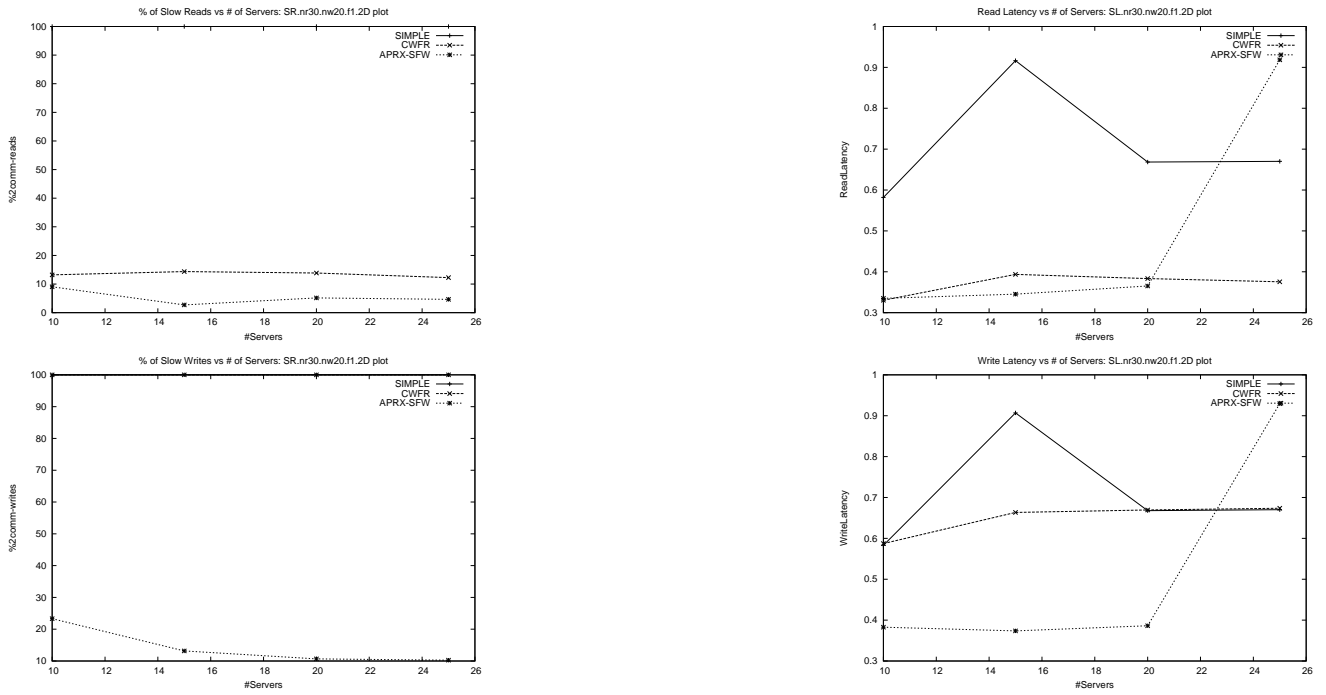 % of Slow Reads vs # of Servers: SR.nr30.nw20.f1.2D plot
100
90
80
70
60
50
40
30
20
10
0
%2comm-reads
SIMPLE
CWFR
APRX-SFW
10 12 14 16 18 20 22 24 26
#Servers
Read Latency vs # of Servers: SL.nr30.nw20.f1.2D plot
1
0.9
0.8
0.7
0.6
0.5
0.4
0.3
ReadLatency
SIMPLE
CWFR
APRX-SFW
10 12 14 16 18 20 22 24 26
#Servers
% of Slow Writes vs # of Servers: SR.nr30.nw20.f1.2D plot
100
90
80
70
60
50
40
30
20
10
%2comm-writes
SIMPLE
CWFR
APRX-SFW
10 12 14 16 18 20 22 24 26
#Servers
Write Latency vs # of Servers: SL.nr30.nw20.f1.2D plot
1
0.9
0.8
0.7
0.6
0.5
0.4
0.3
WriteLatency
SIMPLE
CWFR
APRX-SFW
10 12 14 16 18 20 22 24 26
#Servers